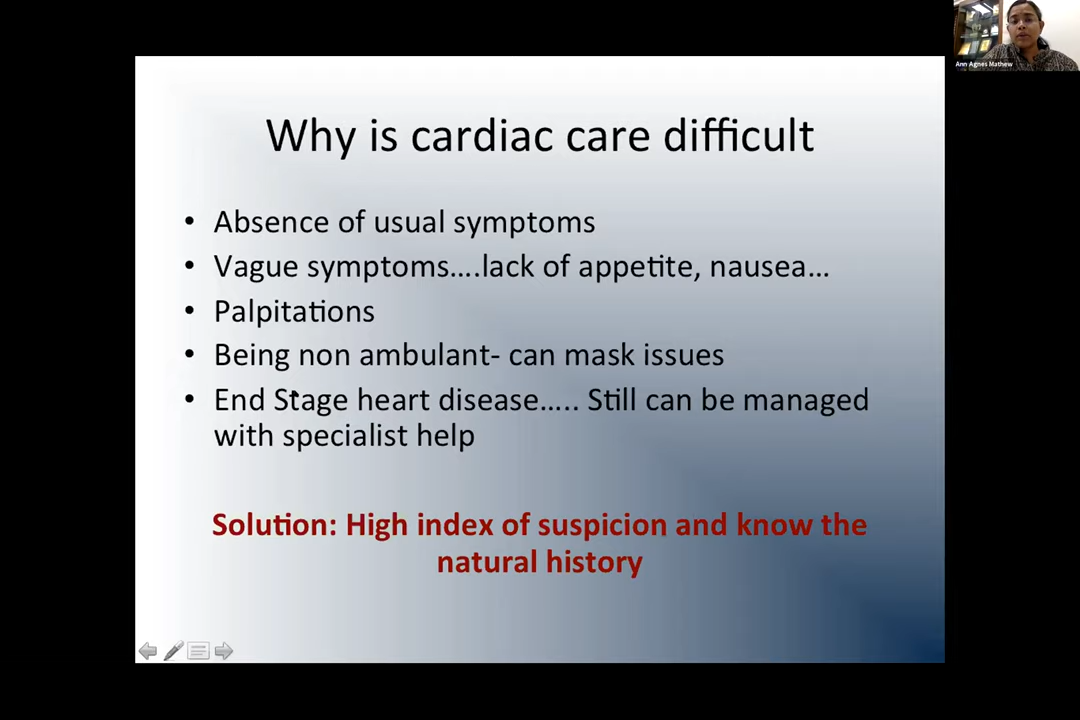 Ann Agnes Mathew
Why is cardiac care difficult
• Absence of usual symptoms
• Vague symptoms….lack of appetite, nausea…
• Palpitations
• Being non ambulant- can mask issues
• End Stage heart disease….. Still can be managed
with specialist help
Solution: High index of suspicion and know the
natural history